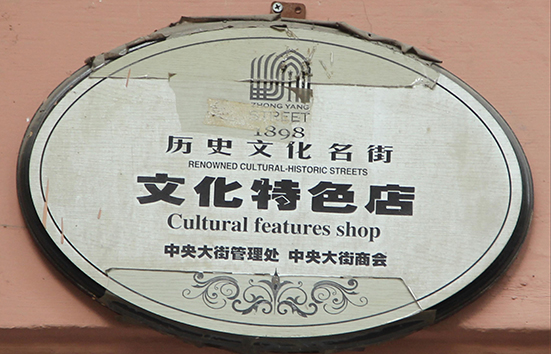 ZHONG YANG
STREET
1898
历史文化名街
RENOWNED CULTURAL-HISTORIC STREETS
文化特色店
Cultural features shop
中央大街管理处 中央大街商会